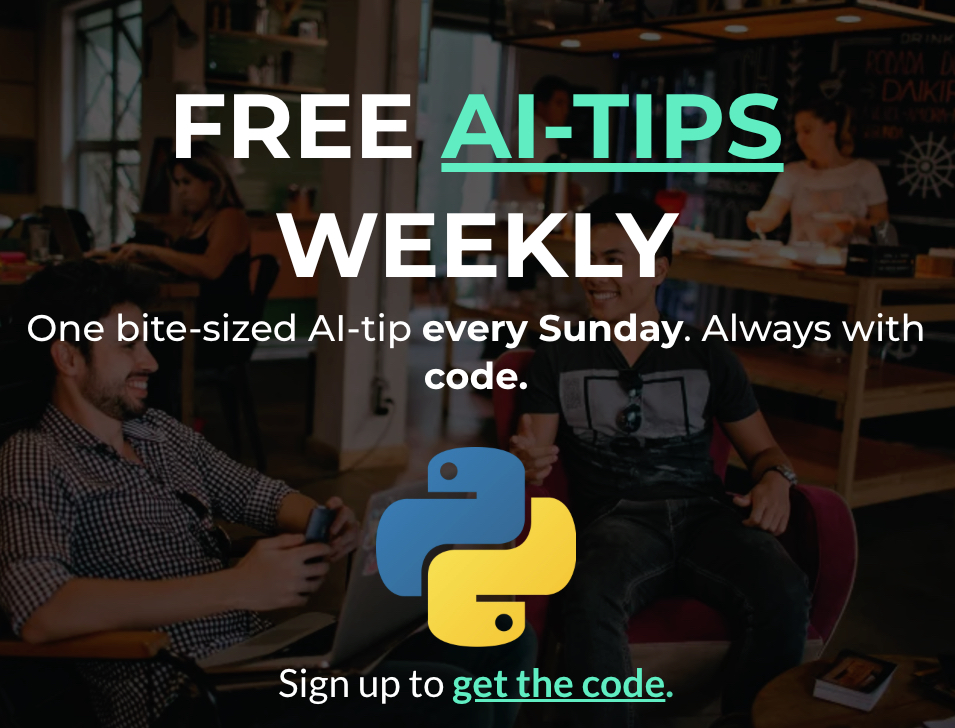 FREE AI-TIPS
WEEKLY
One bite-sized AI-tip every Sunday. Always with
code.
Sign up to get the code.
DRINK